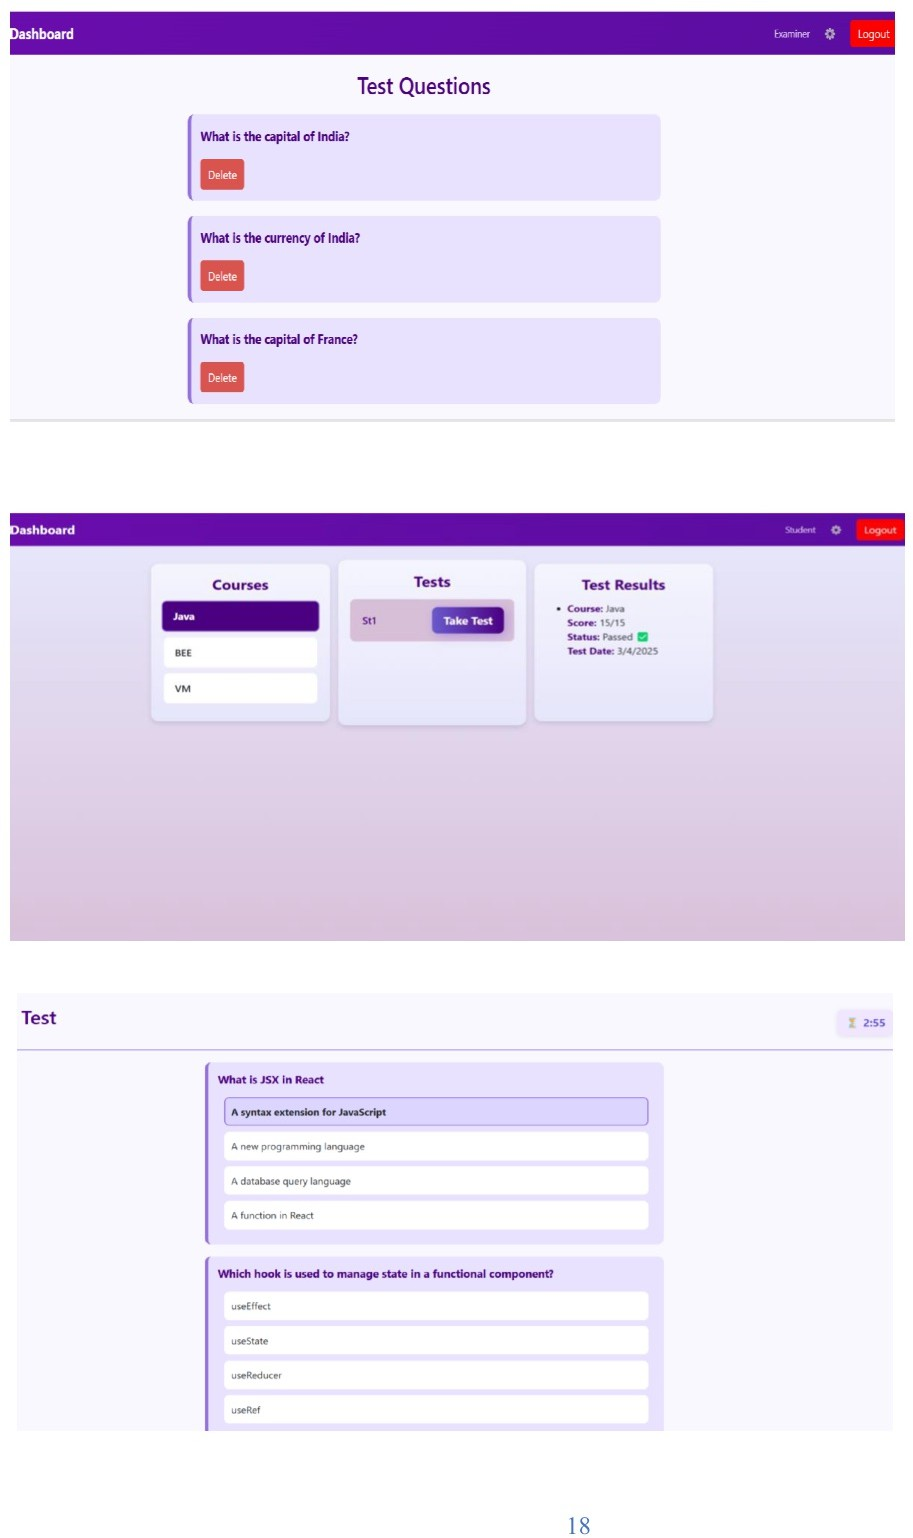 Dashboard
Examiner
Logout
Test Questions
What is the capital of India?
Delete
What is the currency of India?
Delete
What is the capital of France?
Delete
Dashboard
Student
Logout
Courses
Java
BEE
VM
Tests
St1
Take Test
Test Results
• Course: Java
Score: 15/15
Status: Passed ✅
Test Date: 3/4/2025
Test
⏳ 2:55
What is JSX in React
A syntax extension for JavaScript
A new programming language
A database query language
A function in React
Which hook is used to manage state in a functional component?
useEffect
useState
useReducer
useRef
18